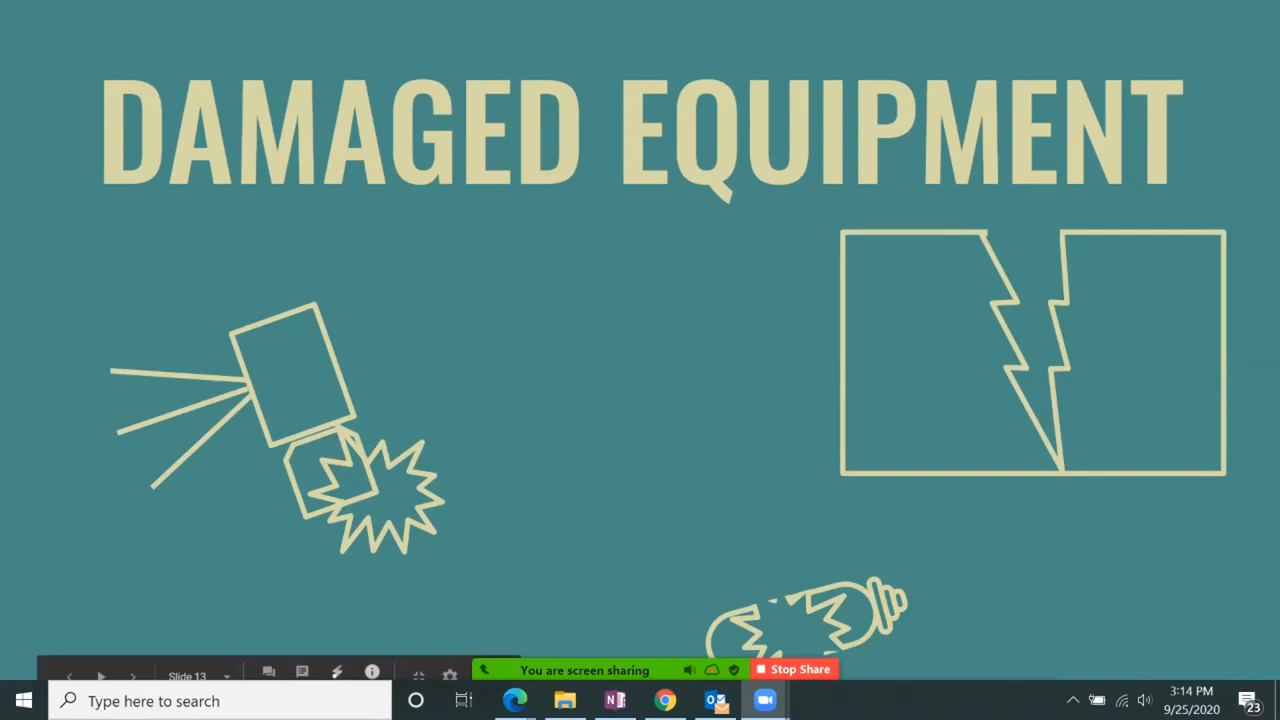 DAMAGED EQUIPMENT
Slide 13
You are screen sharing
Stop Share
Type here to search
3:14 PM
9/25/2020
23